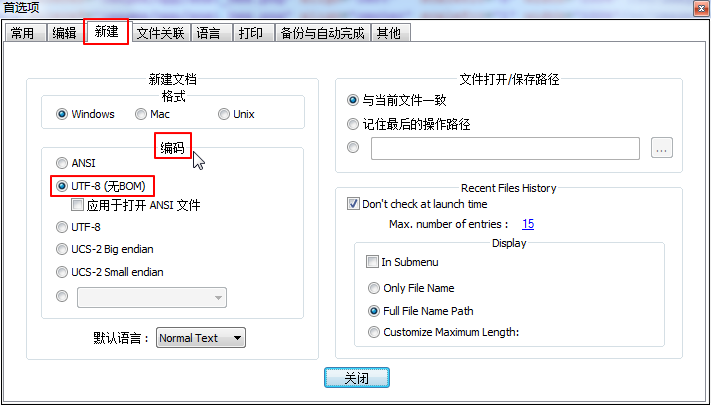 首选项
常用 编辑 新建 文件关联 语言 打印 备份与自动完成 其他
新建文档
格式
Windows Mac Unix
编码
ANSI
UTF-8 (无BOM)
应用于打开 ANSI 文件
UTF-8
UCS-2 Big endian
UCS-2 Small endian
默认语言： Normal Text
文件打开/保存路径
与当前文件一致
记住最后的操作路径
...
Recent Files History
Don't check at launch time
Max. number of entries : 15
Display
In Submenu
Only File Name
Full File Name Path
Customize Maximum Length:
关闭